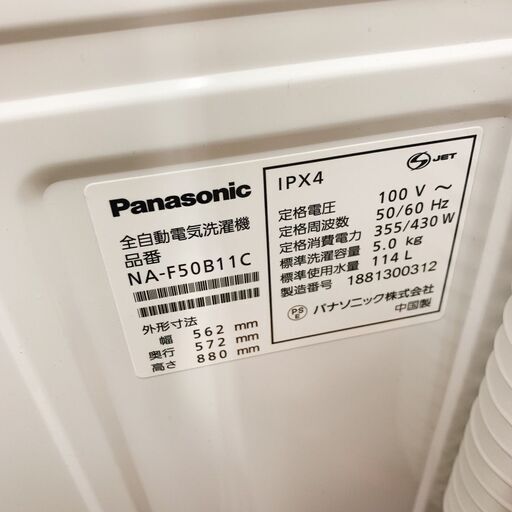 Panasonic
全自動電気洗濯機
品番
NA-F50B11C
外形寸法
幅 562 mm
奥行 572 mm
高さ 880 mm
IPX4
S JET
定格電圧 100 V ~
定格周波数 50/60 Hz
定格消費電力 355/430 W
標準洗濯容量 5.0 kg
標準使用水量 114 L
製造番号 1881300312
PS E パナソニック株式会社
中国製